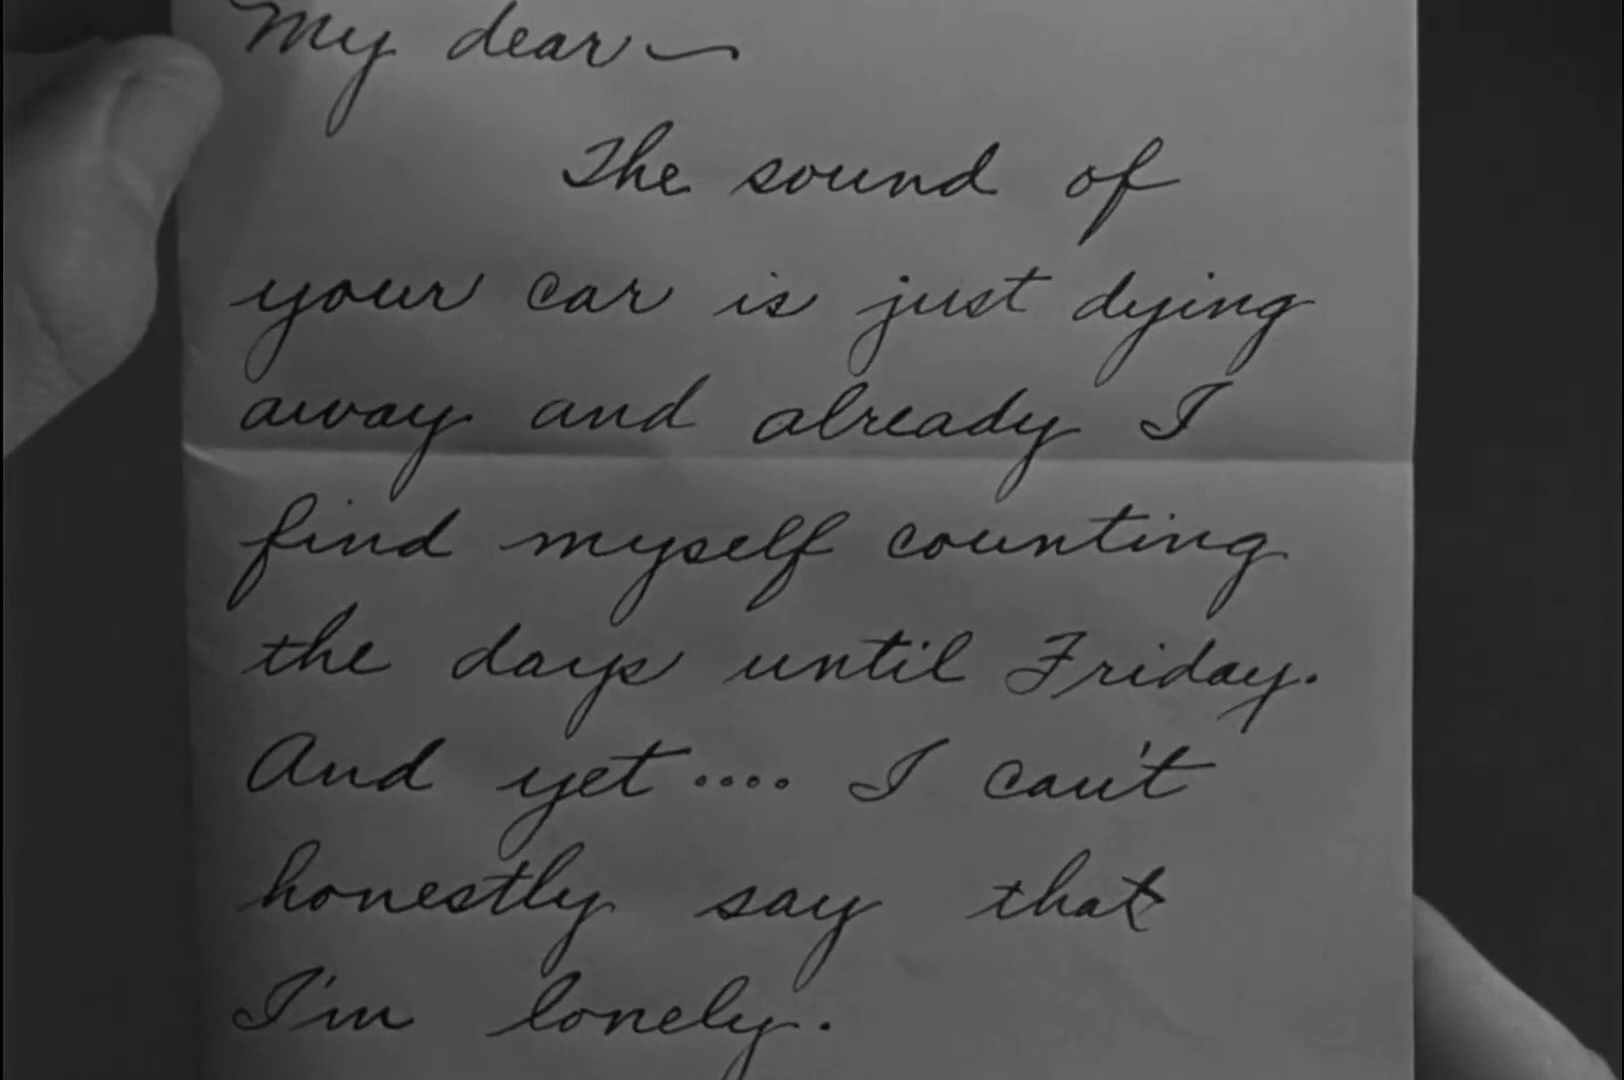 My dear—
The sound of
your car is just dying
away and already I
find myself counting
the days until Friday.
And yet.... I can't
honestly say that
I'm lonely.